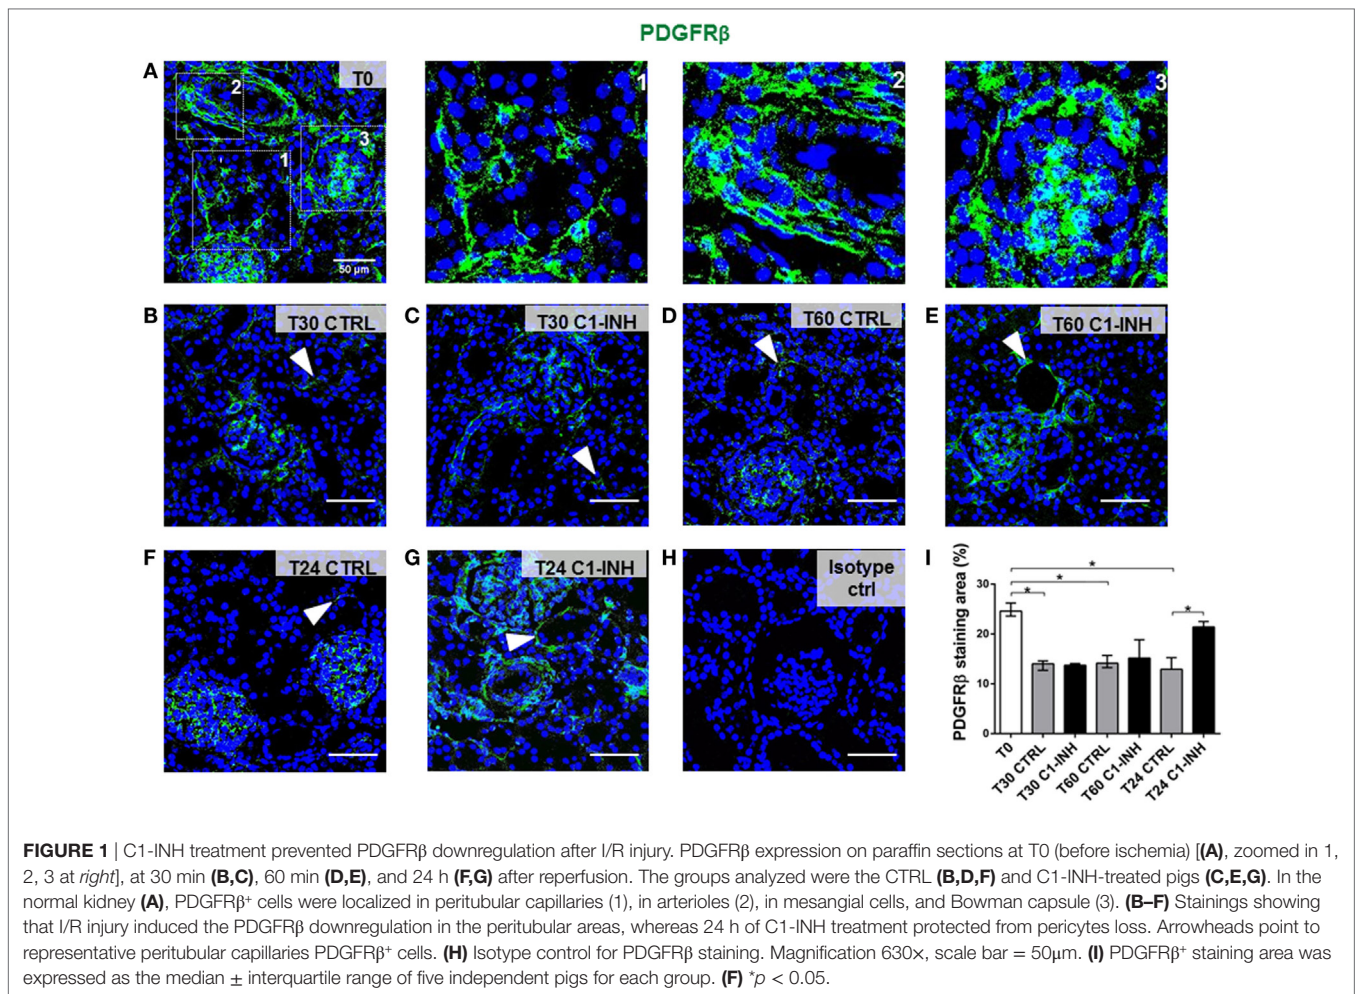 PDGFRβ
A
T0
2
3
1
50 µm
1
2
3
B
T30 CTRL
C
T30 C1-INH
D
T60 CTRL
E
T60 C1-INH
F
T24 CTRL
G
T24 C1-INH
H
Isotype
ctrl
I
PDGFRβ staining area (%)
30
20
10
0
*
*
*
*
T0
T30 CTRL
T30 C1-INH
T60 CTRL
T60 C1-INH
T24 CTRL
T24 C1-INH
FIGURE 1 | C1-INH treatment prevented PDGFRβ downregulation after I/R injury. PDGFRβ expression on paraffin sections at T0 (before ischemia) [(A), zoomed in 1,
2, 3 at right], at 30 min (B,C), 60 min (D,E), and 24 h (F,G) after reperfusion. The groups analyzed were the CTRL (B,D,F) and C1-INH-treated pigs (C,E,G). In the
normal kidney (A), PDGFRβ⁺ cells were localized in peritubular capillaries (1), in arterioles (2), in mesangial cells, and Bowman capsule (3). (B–F) Stainings showing
that I/R injury induced the PDGFRβ downregulation in the peritubular areas, whereas 24 h of C1-INH treatment protected from pericytes loss. Arrowheads point to
representative peritubular capillaries PDGFRβ⁺ cells. (H) Isotype control for PDGFRβ staining. Magnification 630×, scale bar = 50µm. (I) PDGFRβ⁺ staining area was
expressed as the median ± interquartile range of five independent pigs for each group. (F) *p < 0.05.